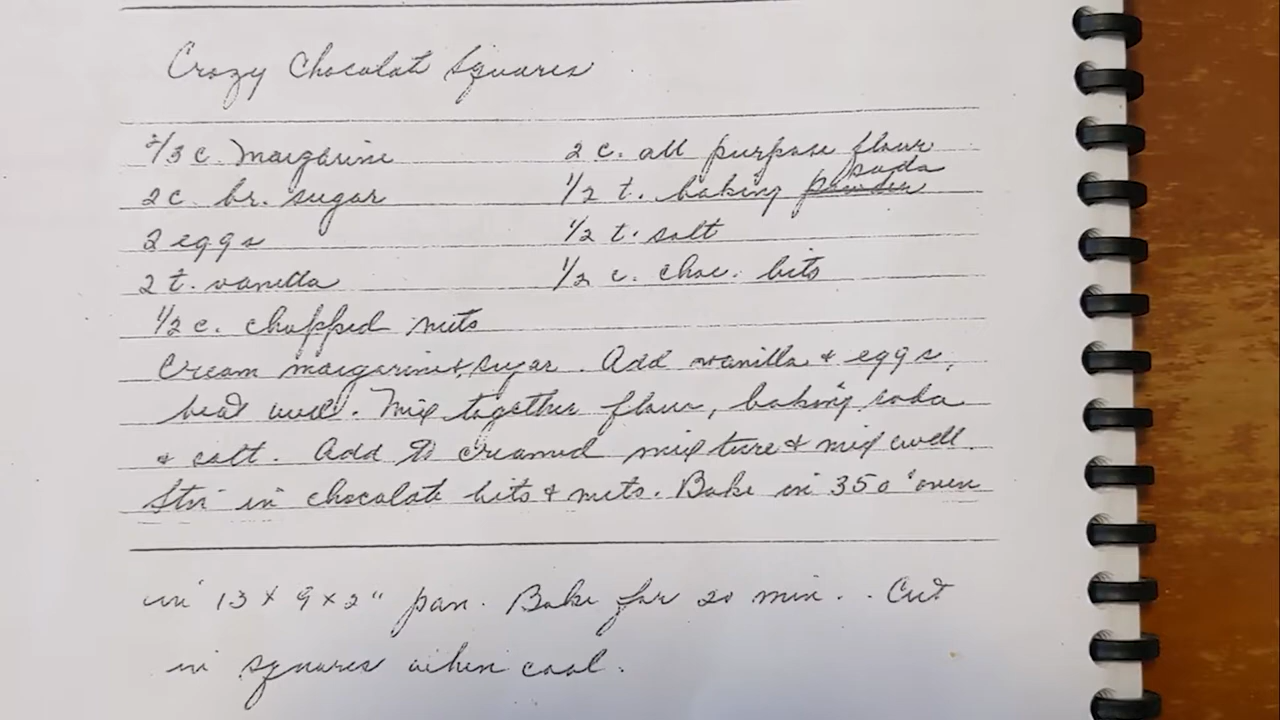 Crazy Chocolate Squares
2/3 c. margarine 2 c. all purpose flour
2 c. br. sugar 1/2 t. baking powder soda
2 eggs 1/2 t. salt
2 t. vanilla 1/2 c. choc. bits
1/2 c. chopped nuts
Cream margarine & sugar. Add vanilla & eggs,
beat well. Mix together flour, baking soda
& salt. Add to creamed mixture & mix well.
Stir in chocolate bits & nuts. Bake in 350° oven
in 13 x 9 x 2" pan. Bake for 20 min.. Cut
in squares when cool.